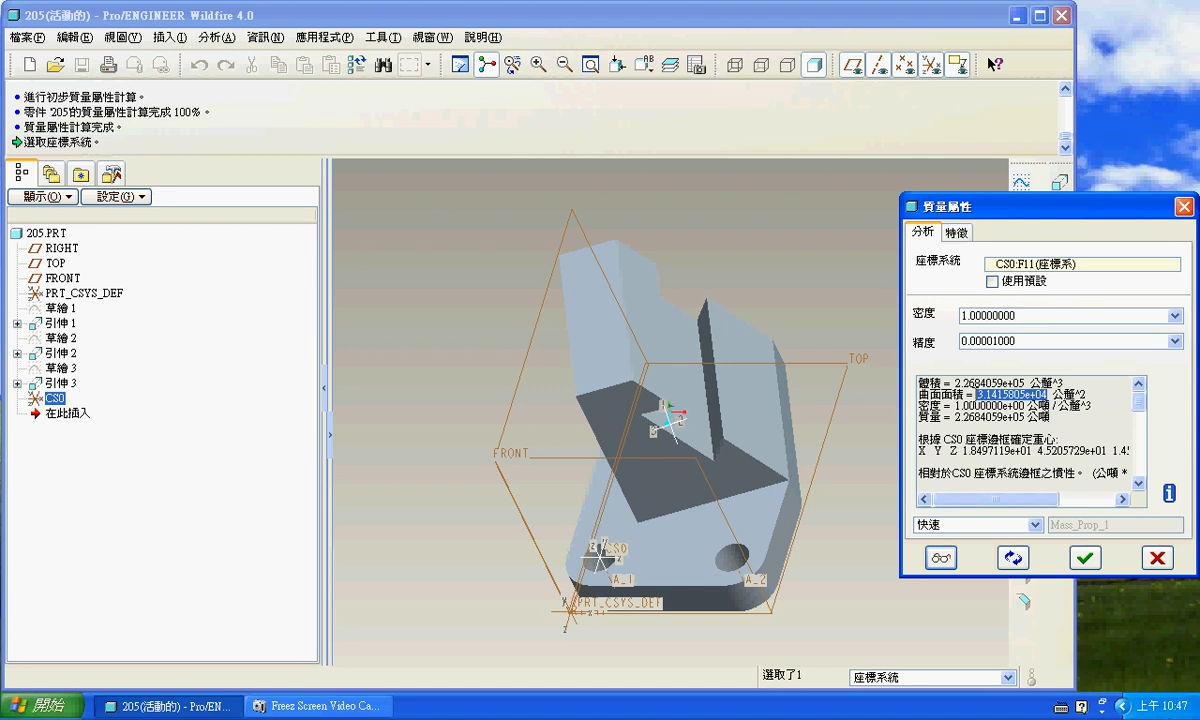 205(活動的) - Pro/ENGINEER Wildfire 4.0
檔案(F) 編輯(E) 視圖(V) 插入(I) 分析(A) 資訊(N) 應用程式(P) 工具(T) 視窗(W) 說明(H)
• 進行初步質量屬性計算。
• 零件 '205'的質量屬性計算完成 100%。
• 質量屬性計算完成。
選取座標系統。
顯示(O) 設定(G)
205.PRT
RIGHT
TOP
FRONT
PRT_CSYS_DEF
草繪 1
引伸 1
草繪 2
引伸 2
草繪 3
引伸 3
CS0
在此插入
TOP
FRONT
CS0
A_1
A_2
PRT_CSYS_DEF
質量屬性
分析 特徵
座標系統 CS0:F11(座標系)
使用預設
密度 1.00000000
精度 0.00001000
體積 = 2.2684059e+05 公釐^3
曲面面積 = 3.1415805e+04 公釐^2
密度 = 1.0000000e+00 公噸 / 公釐^3
質量 = 2.2684059e+05 公噸
根據 CS0 座標邊框確定重心:
X Y Z 1.8497119e+01 4.5205729e+01 1.4
相對於CS0 座標系統邊框之慣性。 (公噸 *
快速 Mass_Prop_1
選取了1 座標系統
開始 205(活動的) - Pro/EN... Freez Screen Video Ca... 上午 10:47